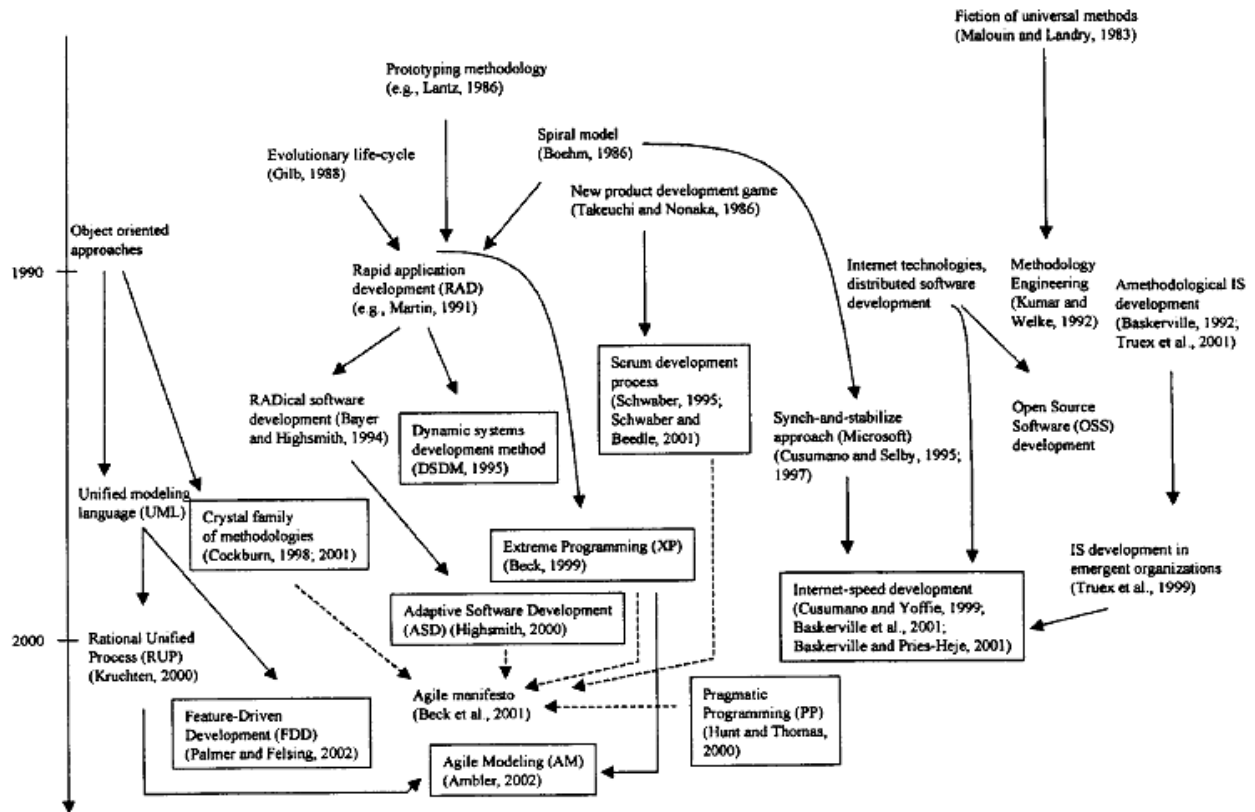 Fiction of universal methods
(Malouin and Landry, 1983)
Prototyping methodology
(e.g., Lantz, 1986)
Spiral model
(Boehm, 1986)
Evolutionary life-cycle
(Gilb, 1988)
New product development game
(Takeuchi and Nonaka, 1986)
Object oriented
approaches
1990
Rapid application
development (RAD)
(e.g., Martin, 1991)
Internet technologies,
distributed software
development
Methodology
Engineering
(Kumar and
Welke, 1992)
Amethodological IS
development
(Baskerville, 1992;
Truex et al., 2001)
RADical software
development (Bayer
and Highsmith, 1994)
Dynamic systems
development method
(DSDM, 1995)
Scrum development
process
(Schwaber, 1995;
Schwaber and
Beedle, 2001)
Synch-and-stabilize
approach (Microsoft)
(Cusumano and Selby, 1995;
1997)
Open Source
Software (OSS)
development
Unified modeling
language (UML)
Crystal family
of methodologies
(Cockburn, 1998; 2001)
Extreme Programming (XP)
(Beck, 1999)
IS development in
emergent organizations
(Truex et al., 1999)
Adaptive Software Development
(ASD) (Highsmith, 2000)
Internet-speed development
(Cusumano and Yoffie, 1999;
Baskerville et al., 2001;
Baskerville and Pries-Heje, 2001)
2000
Rational Unified
Process (RUP)
(Kruchten, 2000)
Agile manifesto
(Beck et al., 2001)
Pragmatic
Programming (PP)
(Hunt and Thomas,
2000)
Feature-Driven
Development (FDD)
(Palmer and Felsing, 2002)
Agile Modeling (AM)
(Ambler, 2002)